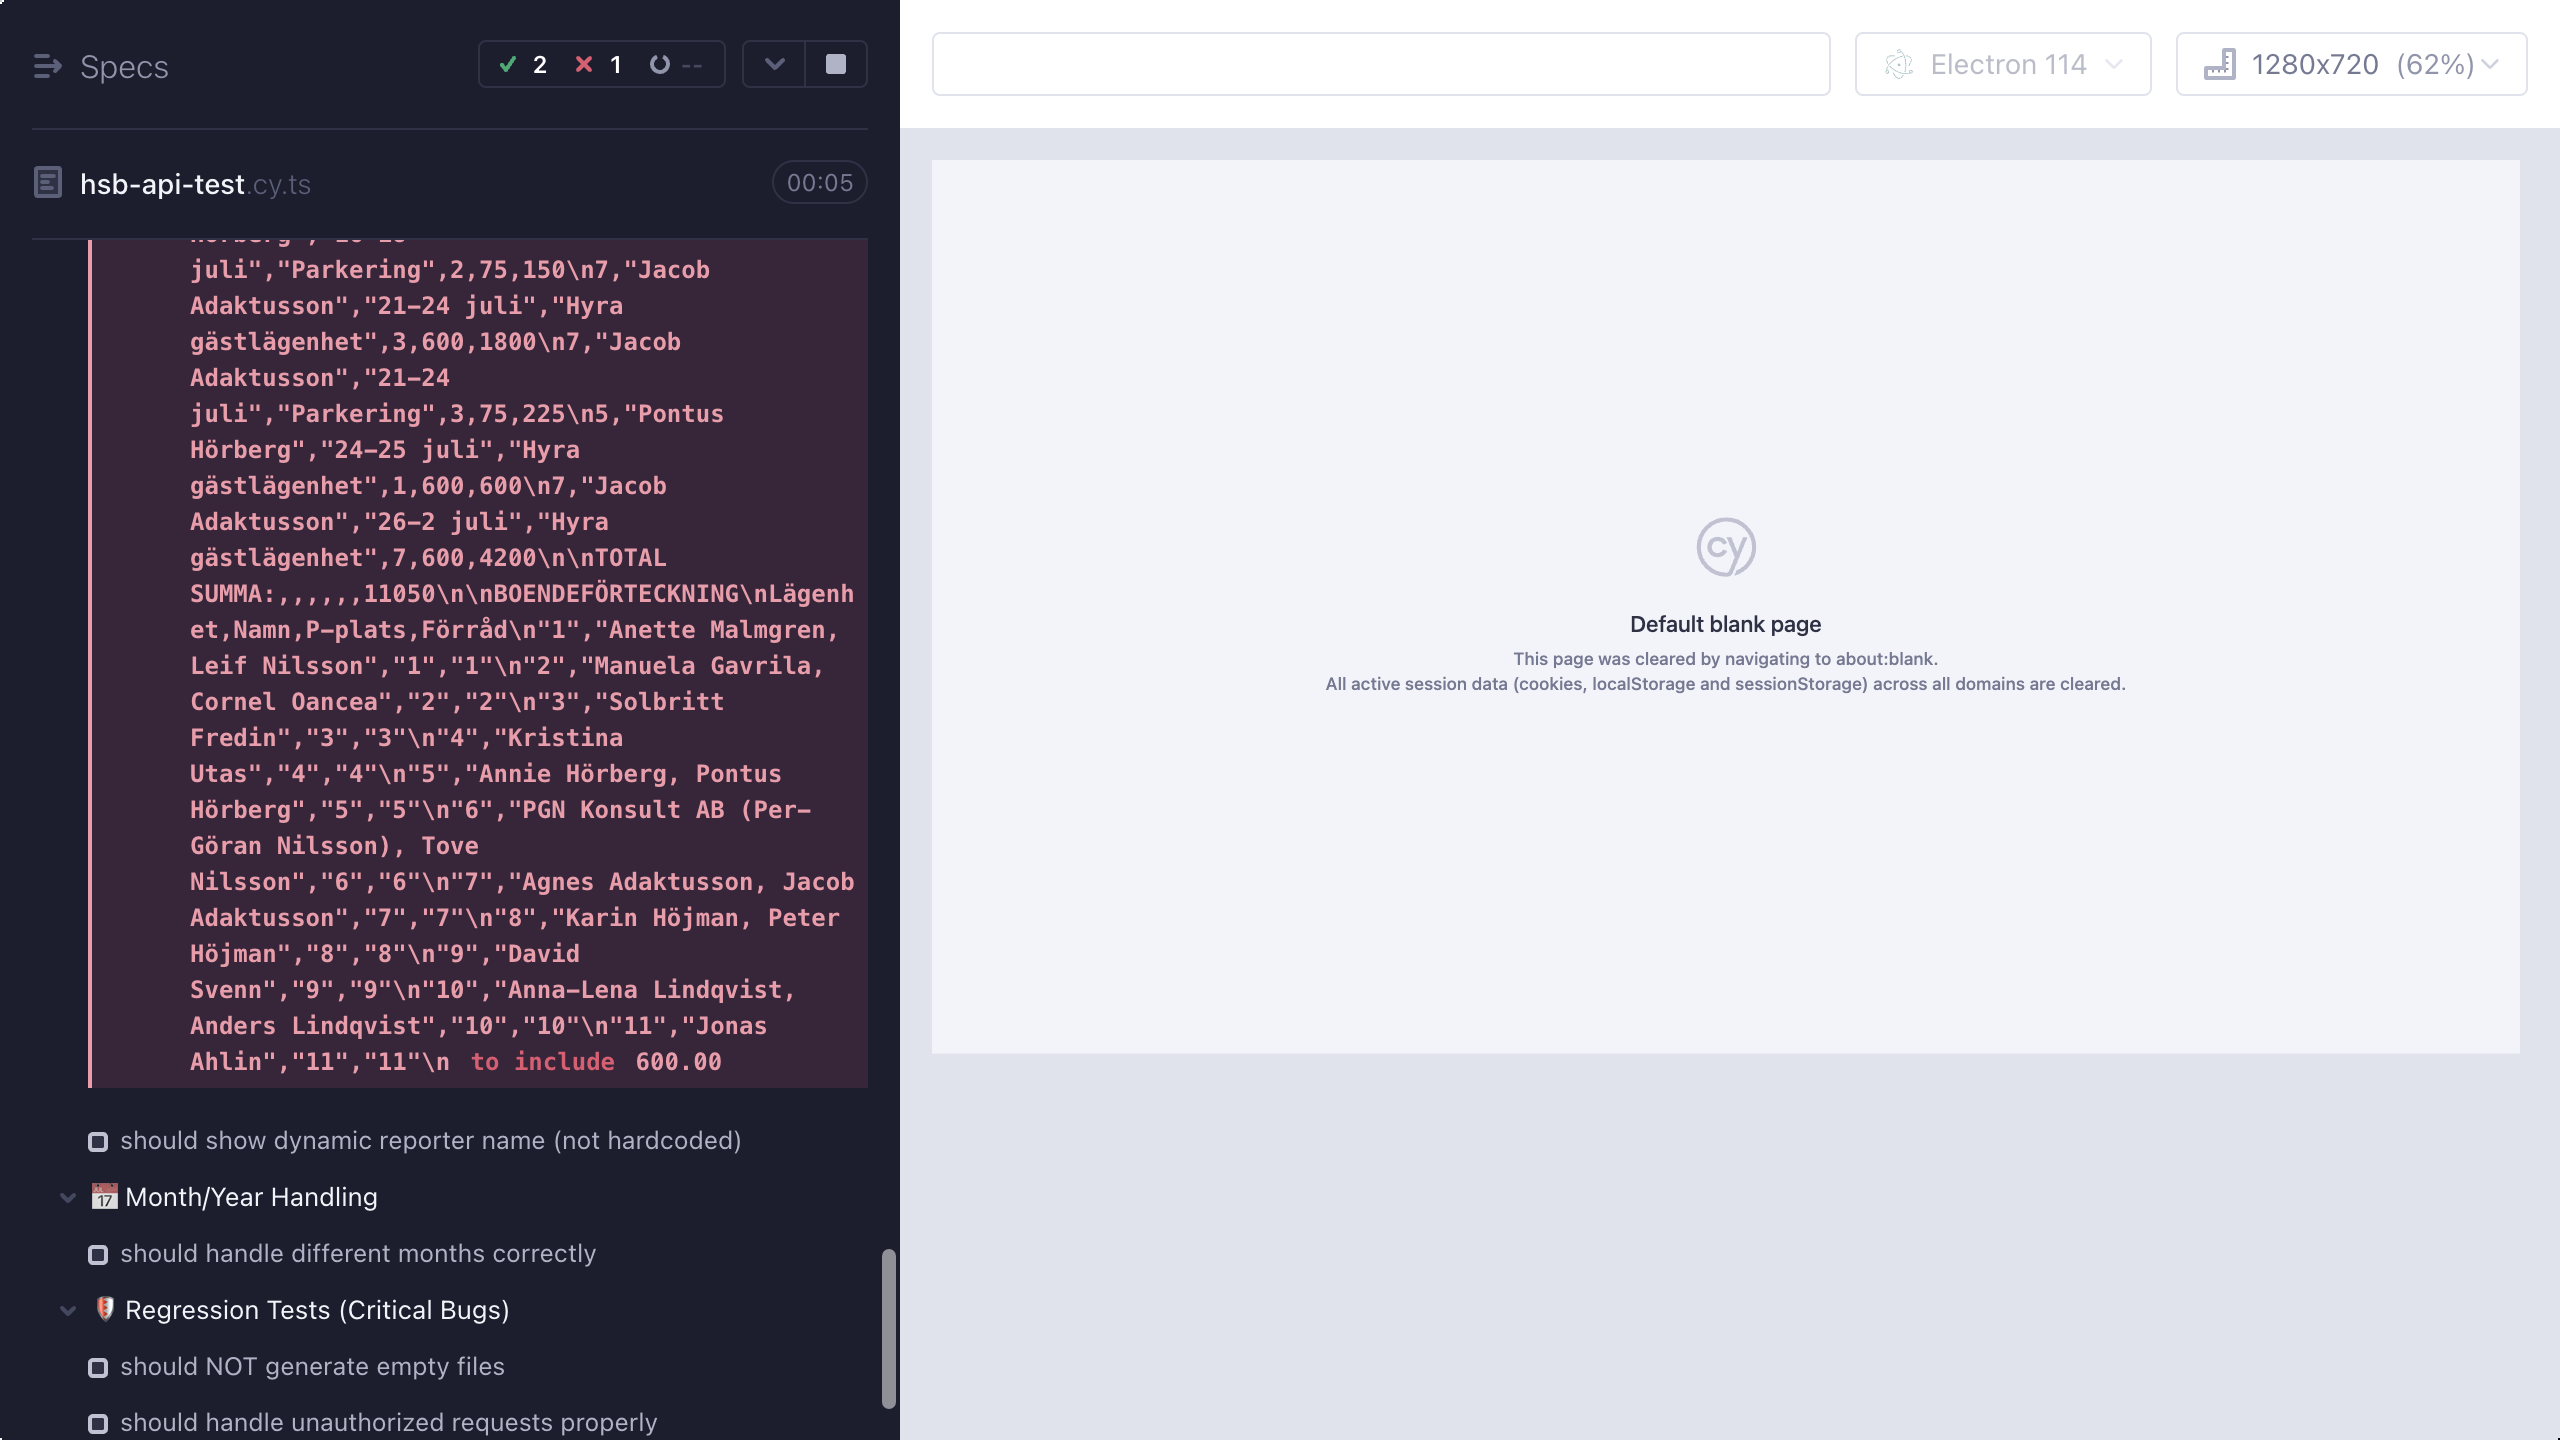 Specs
2
1
--
Electron 114
1280x720 (62%)
hsb-api-test.cy.ts
00:05
juli","Parkering",2,75,150\n7,"Jacob
Adaktusson","21–24 juli","Hyra
gästlägenhet",3,600,1800\n7,"Jacob
Adaktusson","21–24
juli","Parkering",3,75,225\n5,"Pontus
Hörberg","24–25 juli","Hyra
gästlägenhet",1,600,600\n7,"Jacob
Adaktusson","26–2 juli","Hyra
gästlägenhet",7,600,4200\n\nTOTAL
SUMMA:,,,,,,11050\n\nBOENDEFÖRTECKNING\nLägenh
et,Namn,P–plats,Förråd\n"1","Anette Malmgren,
Leif Nilsson","1","1"\n"2","Manuela Gavrila,
Cornel Oancea","2","2"\n"3","Solbritt
Fredin","3","3"\n"4","Kristina
Utas","4","4"\n"5","Annie Hörberg, Pontus
Hörberg","5","5"\n"6","PGN Konsult AB (Per–
Göran Nilsson), Tove
Nilsson","6","6"\n"7","Agnes Adaktusson, Jacob
Adaktusson","7","7"\n"8","Karin Höjman, Peter
Höjman","8","8"\n"9","David
Svenn","9","9"\n"10","Anna–Lena Lindqvist,
Anders Lindqvist","10","10"\n"11","Jonas
Ahlin","11","11"\n to include 600.00
should show dynamic reporter name (not hardcoded)
17 Month/Year Handling
should handle different months correctly
Regression Tests (Critical Bugs)
should NOT generate empty files
should handle unauthorized requests properly
cy
Default blank page
This page was cleared by navigating to about:blank.
All active session data (cookies, localStorage and sessionStorage) across all domains are cleared.